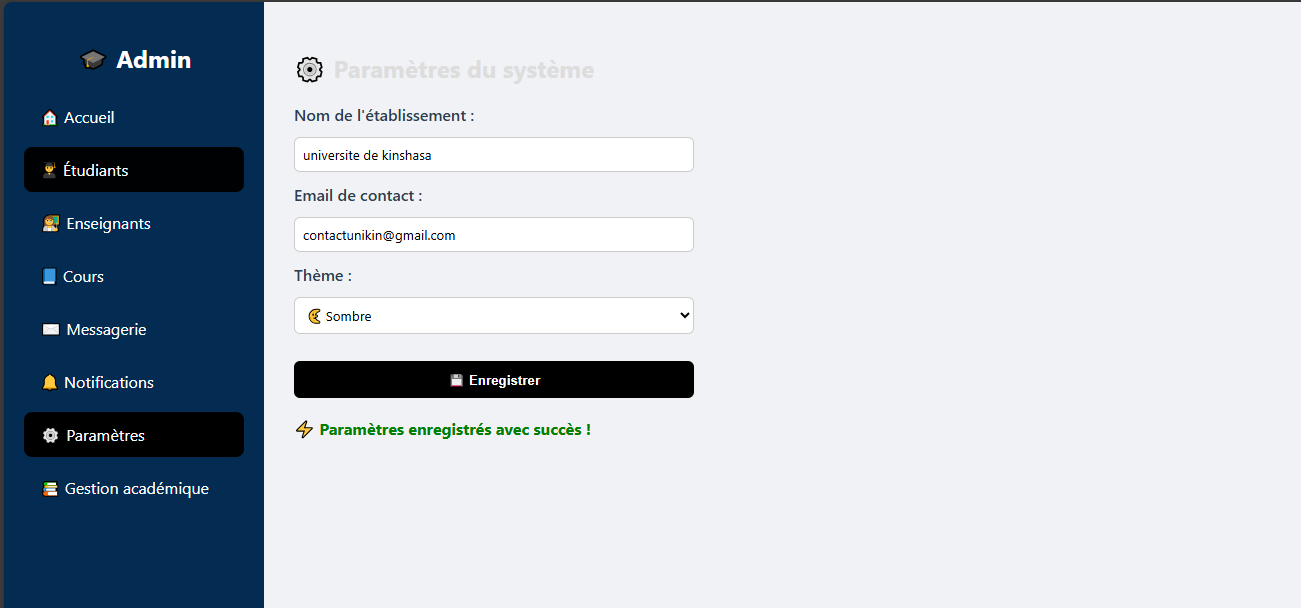 Admin
Accueil
Étudiants
Enseignants
Cours
Messagerie
Notifications
Paramètres
Gestion académique
Paramètres du système
Nom de l'établissement :
universite de kinshasa
Email de contact :
contactunikin@gmail.com
Thème :
Sombre
Enregistrer
Paramètres enregistrés avec succès !